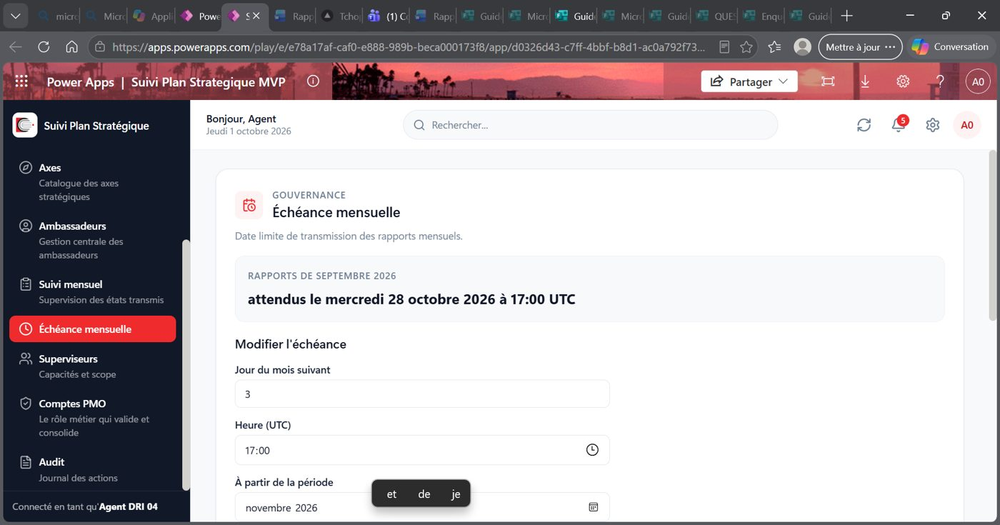 micr
Micr
Appli
Powe
S
Rapp
Tcho
(1) C
Rapp
Guid
Micr
Guid
Micr
Guid
QUES
Enqu
Guid
https://apps.powerapps.com/play/e/e78a17af-caf0-e888-989b-beca000173f8/app/d0326d43-c7ff-4bbf-b8d1-ac0a792f73...
Mettre à jour
Conversation
Power Apps | Suivi Plan Strategique MVP
Partager
A0
Suivi Plan Stratégique
Bonjour, Agent
Jeudi 1 octobre 2026
Rechercher...
5
A0
Axes
Catalogue des axes
stratégiques
Ambassadeurs
Gestion centrale des
ambassadeurs
Suivi mensuel
Supervision des états transmis
Échéance mensuelle
Superviseurs
Capacités et scope
Comptes PMO
Le rôle métier qui valide et
consolide
Audit
Journal des actions
Connecté en tant qu'Agent DRI 04
GOUVERNANCE
Échéance mensuelle
Date limite de transmission des rapports mensuels.
RAPPORTS DE SEPTEMBRE 2026
attendus le mercredi 28 octobre 2026 à 17:00 UTC
Modifier l'échéance
Jour du mois suivant
3
Heure (UTC)
17:00
À partir de la période
novembre 2026
et de je